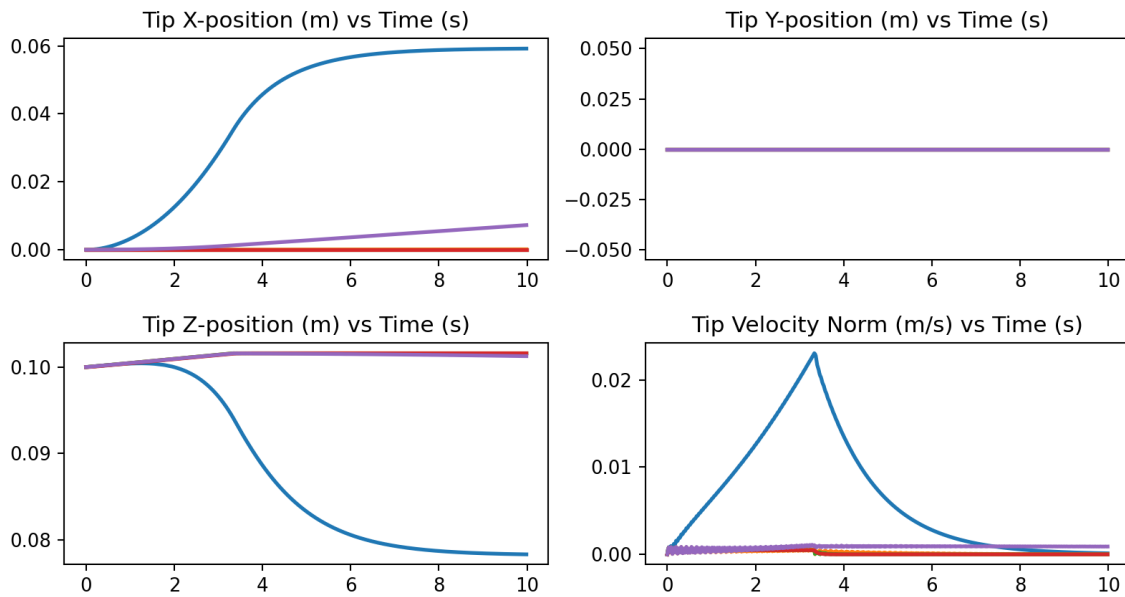 Tip X-position (m) vs Time (s)
0.06
0.04
0.02
0.00
0 2 4 6 8 10
Tip Y-position (m) vs Time (s)
0.050
0.025
0.000
−0.025
−0.050
0 2 4 6 8 10
Tip Z-position (m) vs Time (s)
0.10
0.09
0.08
0 2 4 6 8 10
Tip Velocity Norm (m/s) vs Time (s)
0.02
0.01
0.00
0 2 4 6 8 10